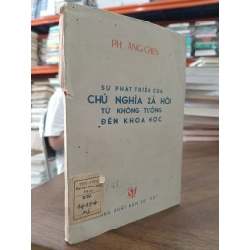 PH. ĂNG-GHEN
SỰ PHÁT TRIỂN CỦA
CHỦ NGHĨA XÃ HỘI
TỪ KHÔNG TƯỞNG
ĐẾN KHOA HỌC
NHÀ XUẤT BẢN SỰ THẬT